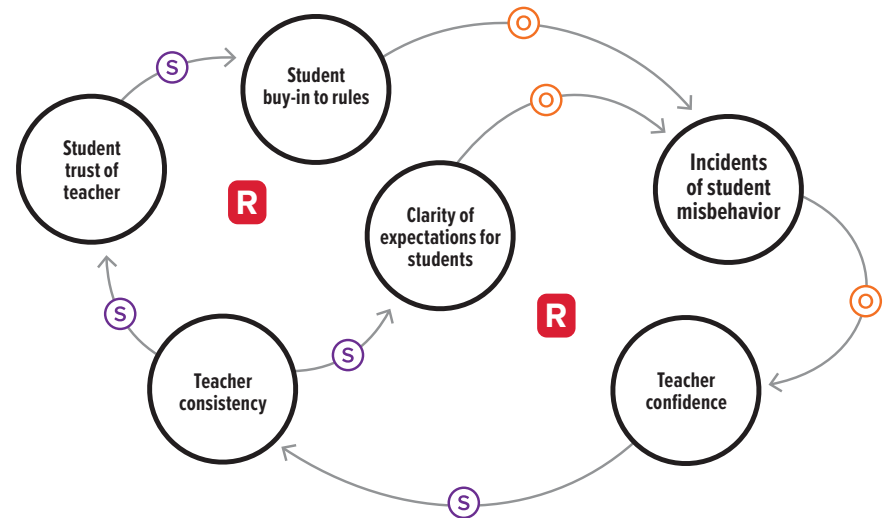 O
S
Student
buy-in to rules
O
Student
trust of
teacher
Incidents
of student
misbehavior
R
Clarity of
expectations for
students
O
S
R
S
Teacher
consistency
Teacher
confidence
S